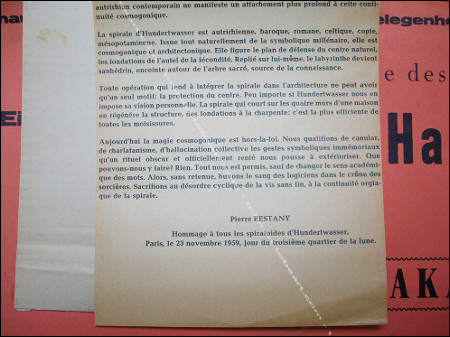 autrichien contemporain ne manifeste un attachement plus profond à cette conti-
nuité cosmogonique.
La spirale d'Hundertwasser est autrichienne, baroque, romane, celtique, copte,
mésopotamienne. Issue tout naturellement de la symbolique millénaire, elle est
cosmogonique et architectonique. Elle figure le plan de défense du centre naturel,
les fondations de l'autel de la fécondité. Replié sur lui-même, le labyrinthe devient
sanhédrin, enceinte autour de l'arbre sacré, source de la connaissance.
Toute opération qui tend à intégrer la spirale dans l'architecture ne peut avoir
qu'un seul motif: la protection du centre. Peu importe si Hundertwasser nous en
impose sa vision personnelle. La spirale qui court sur les quatre murs d'une maison
en régénère la structure, des fondations à la charpente: c'est la plus efficiente de
toutes les moisissures.
Aujourd'hui la magie cosmogonique est hors-la-loi. Nous qualifions de canular,
de charlatanisme, d'hallucination collective les gestes symboliques immémoriaux
qu'un rituel obscur et officiellement renié nous pousse à extérioriser. Que
pouvons-nous y faire? Rien. Tout nous est permis, sauf de changer le sens académi-
que des mots. Alors, sans retenue, buvons le sang des logiciens dans le crâne des
sorcières. Sacrifions au désordre cyclique de la vis sans fin, à la continuité orgia-
que de la spirale.
Pierre RESTANY
Hommage à tous les spiraloïdes d'Hundertwasser,
Paris, le 23 novembre 1959, jour du troisième quartier de la lune.
elegenhe
e des
Ha
AKA